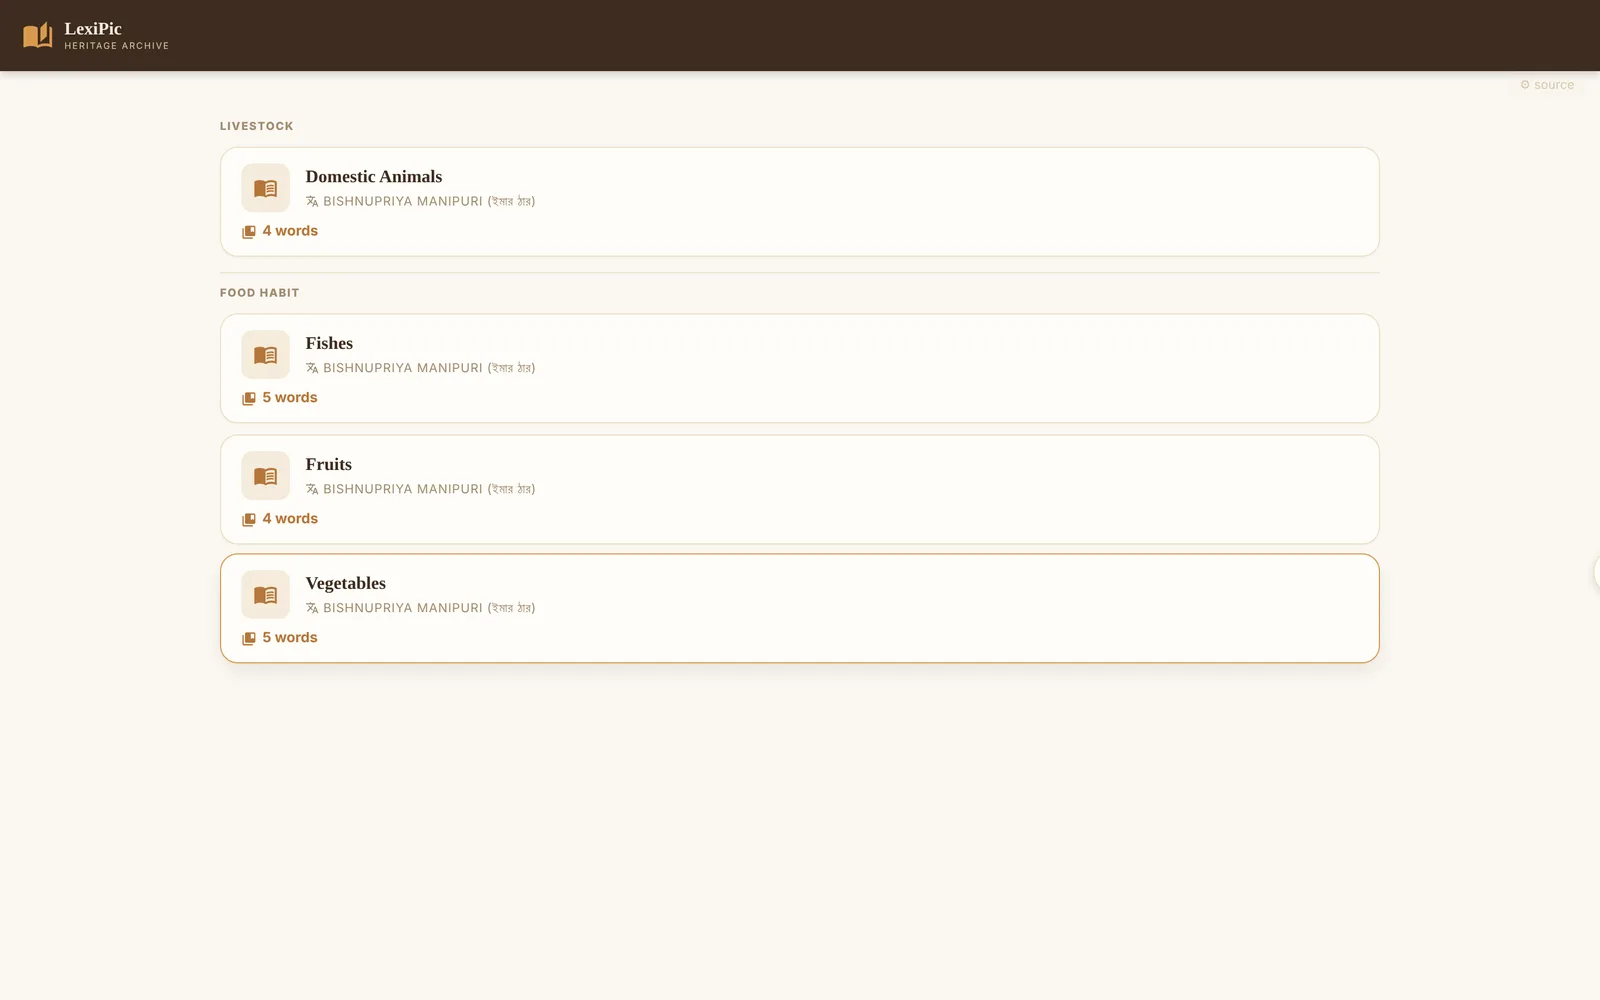 LexiPic
HERITAGE ARCHIVE
source
LIVESTOCK
Domestic Animals
BISHNUPRIYA MANIPURI (ইমার ঠার)
4 words
FOOD HABIT
Fishes
BISHNUPRIYA MANIPURI (ইমার ঠার)
5 words
Fruits
BISHNUPRIYA MANIPURI (ইমার ঠার)
4 words
Vegetables
BISHNUPRIYA MANIPURI (ইমার ঠার)
5 words